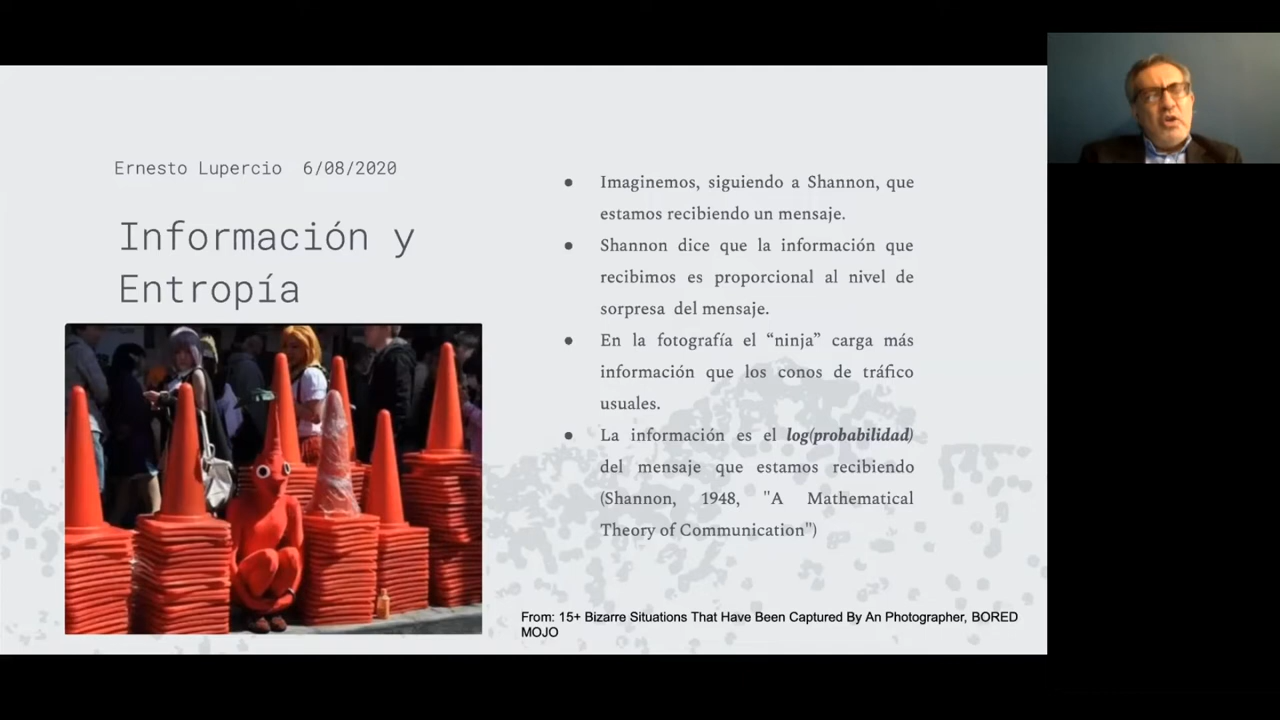 Ernesto Lupercio 6/08/2020
Información y
Entropía
● Imaginemos, siguiendo a Shannon, que
estamos recibiendo un mensaje.
● Shannon dice que la información que
recibimos es proporcional al nivel de
sorpresa del mensaje.
● En la fotografía el “ninja” carga más
información que los conos de tráfico
usuales.
● La información es el log(probabilidad)
del mensaje que estamos recibiendo
(Shannon, 1948, "A Mathematical
Theory of Communication")
From: 15+ Bizarre Situations That Have Been Captured By An Photographer, BORED
MOJO